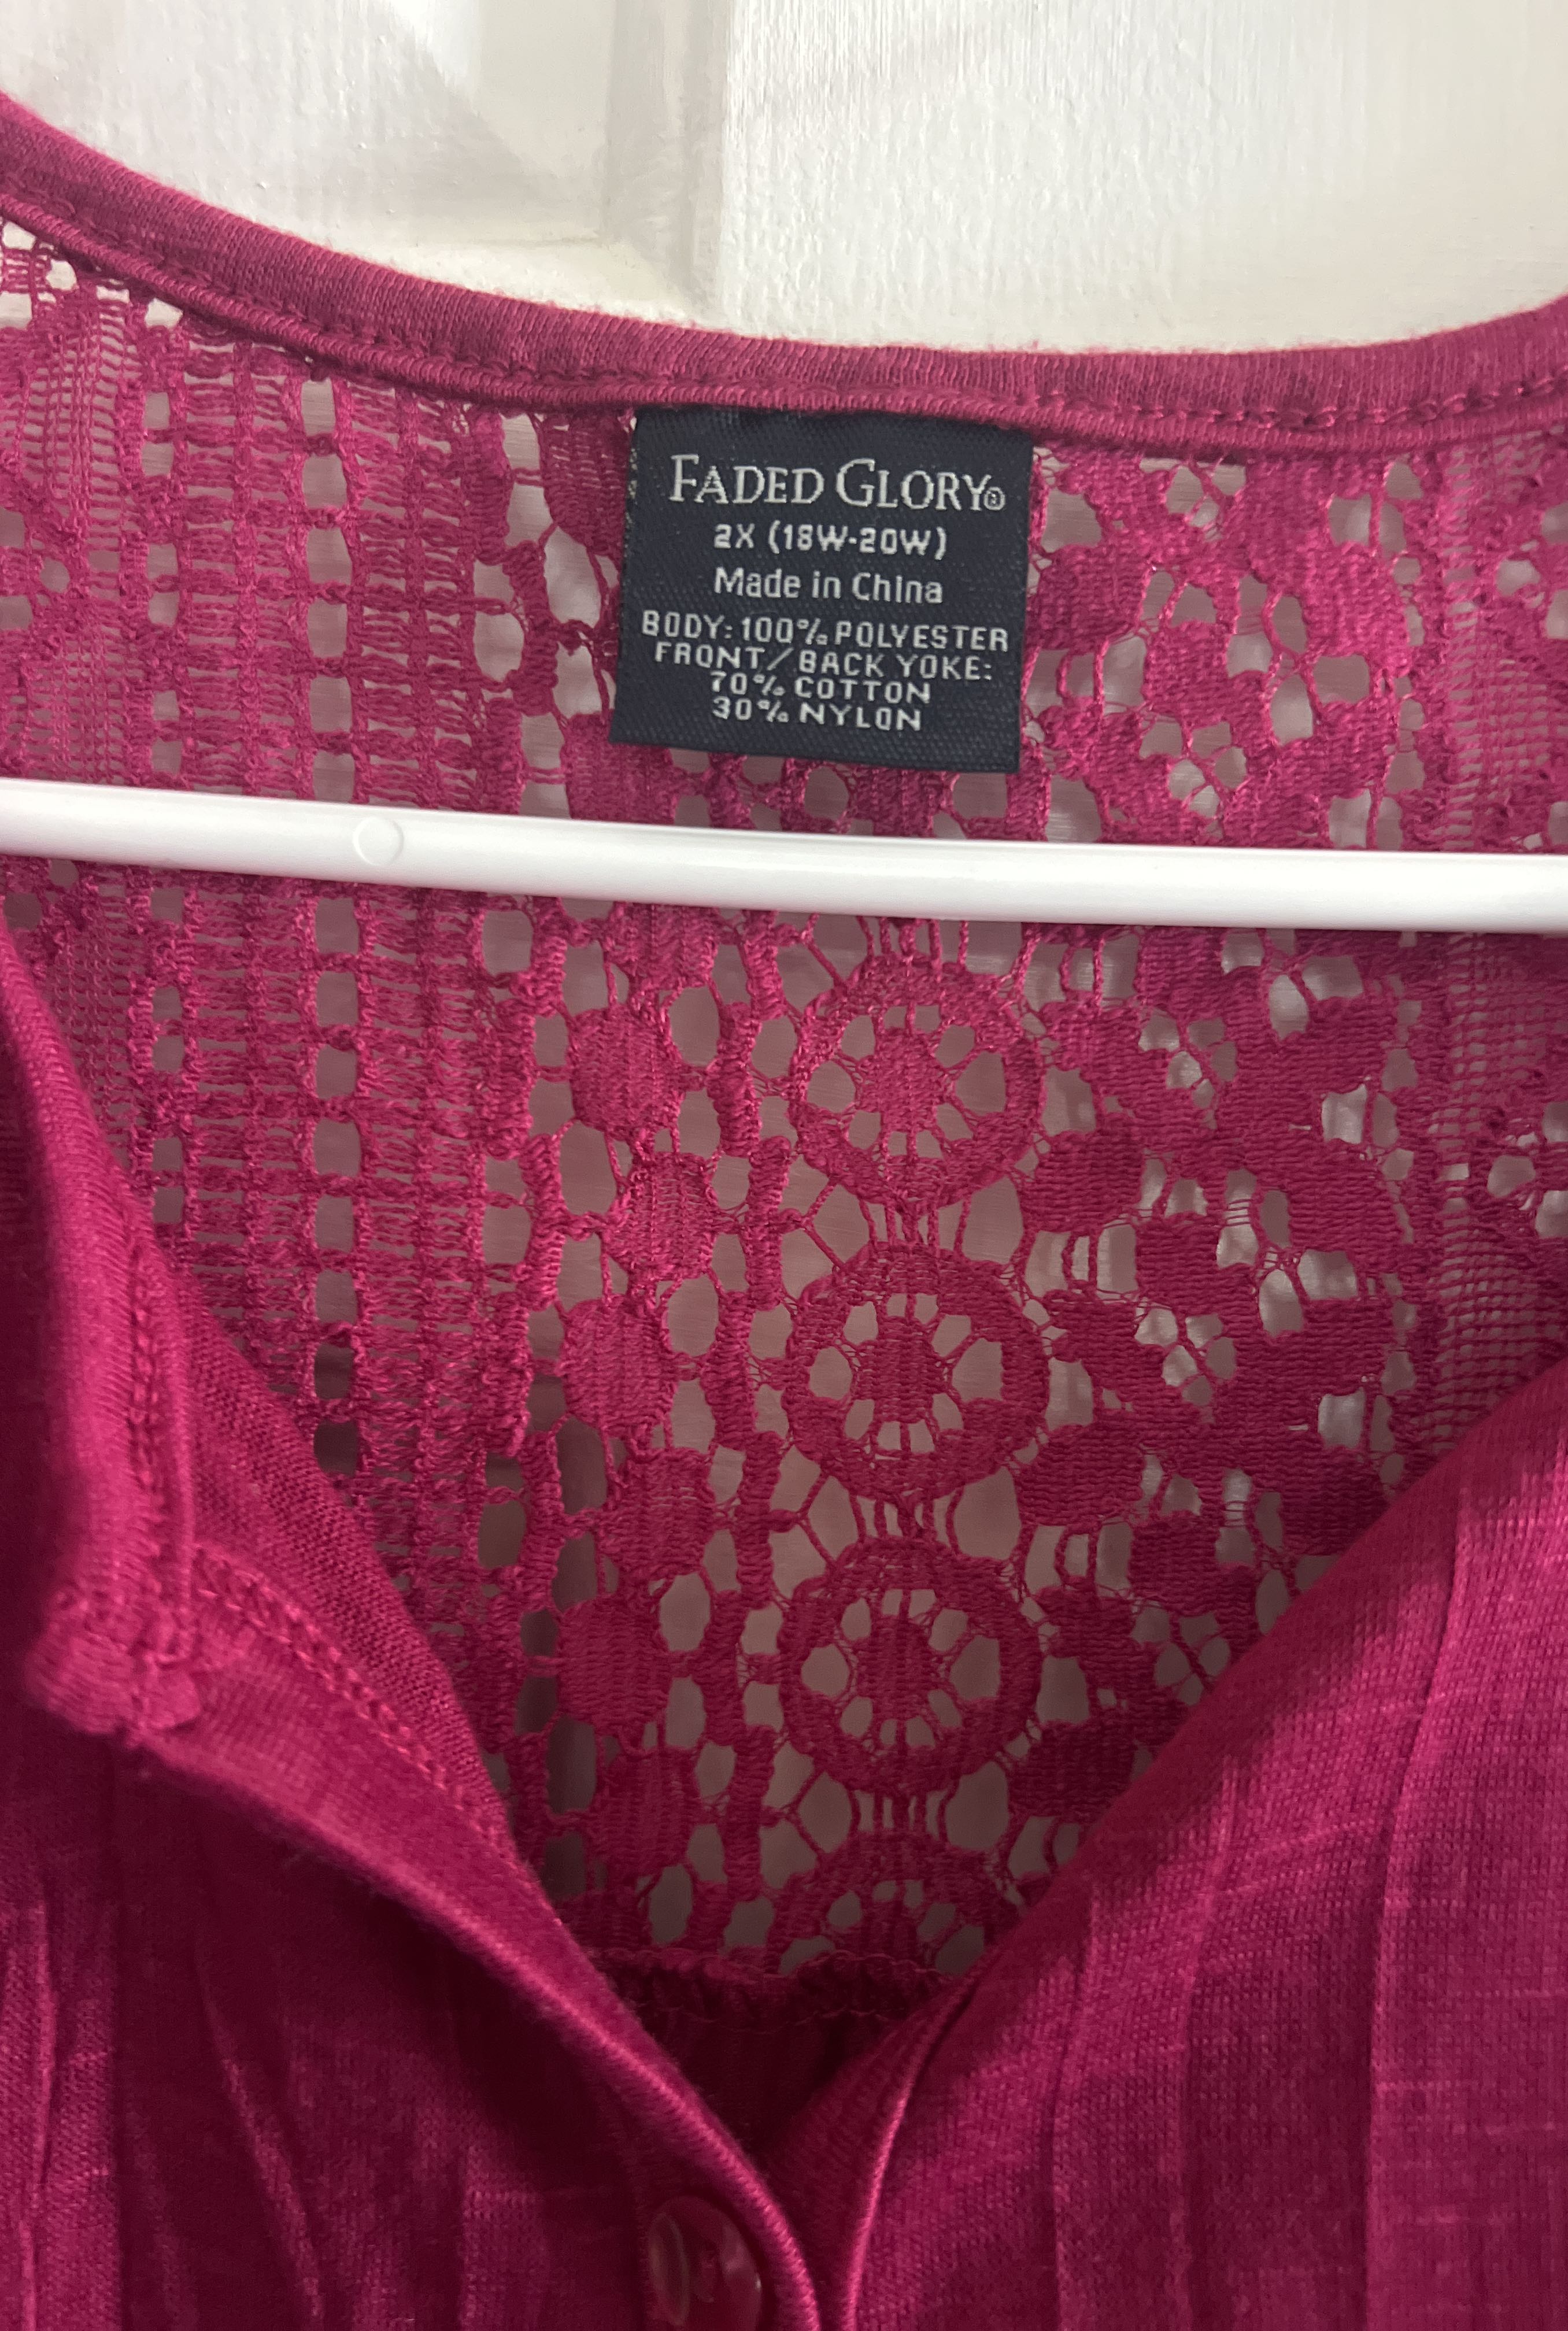 FADED GLORY®
2X (18W-20W)
Made in China
BODY: 100% POLYESTER
FRONT/BACK YOKE:
70% COTTON
30% NYLON